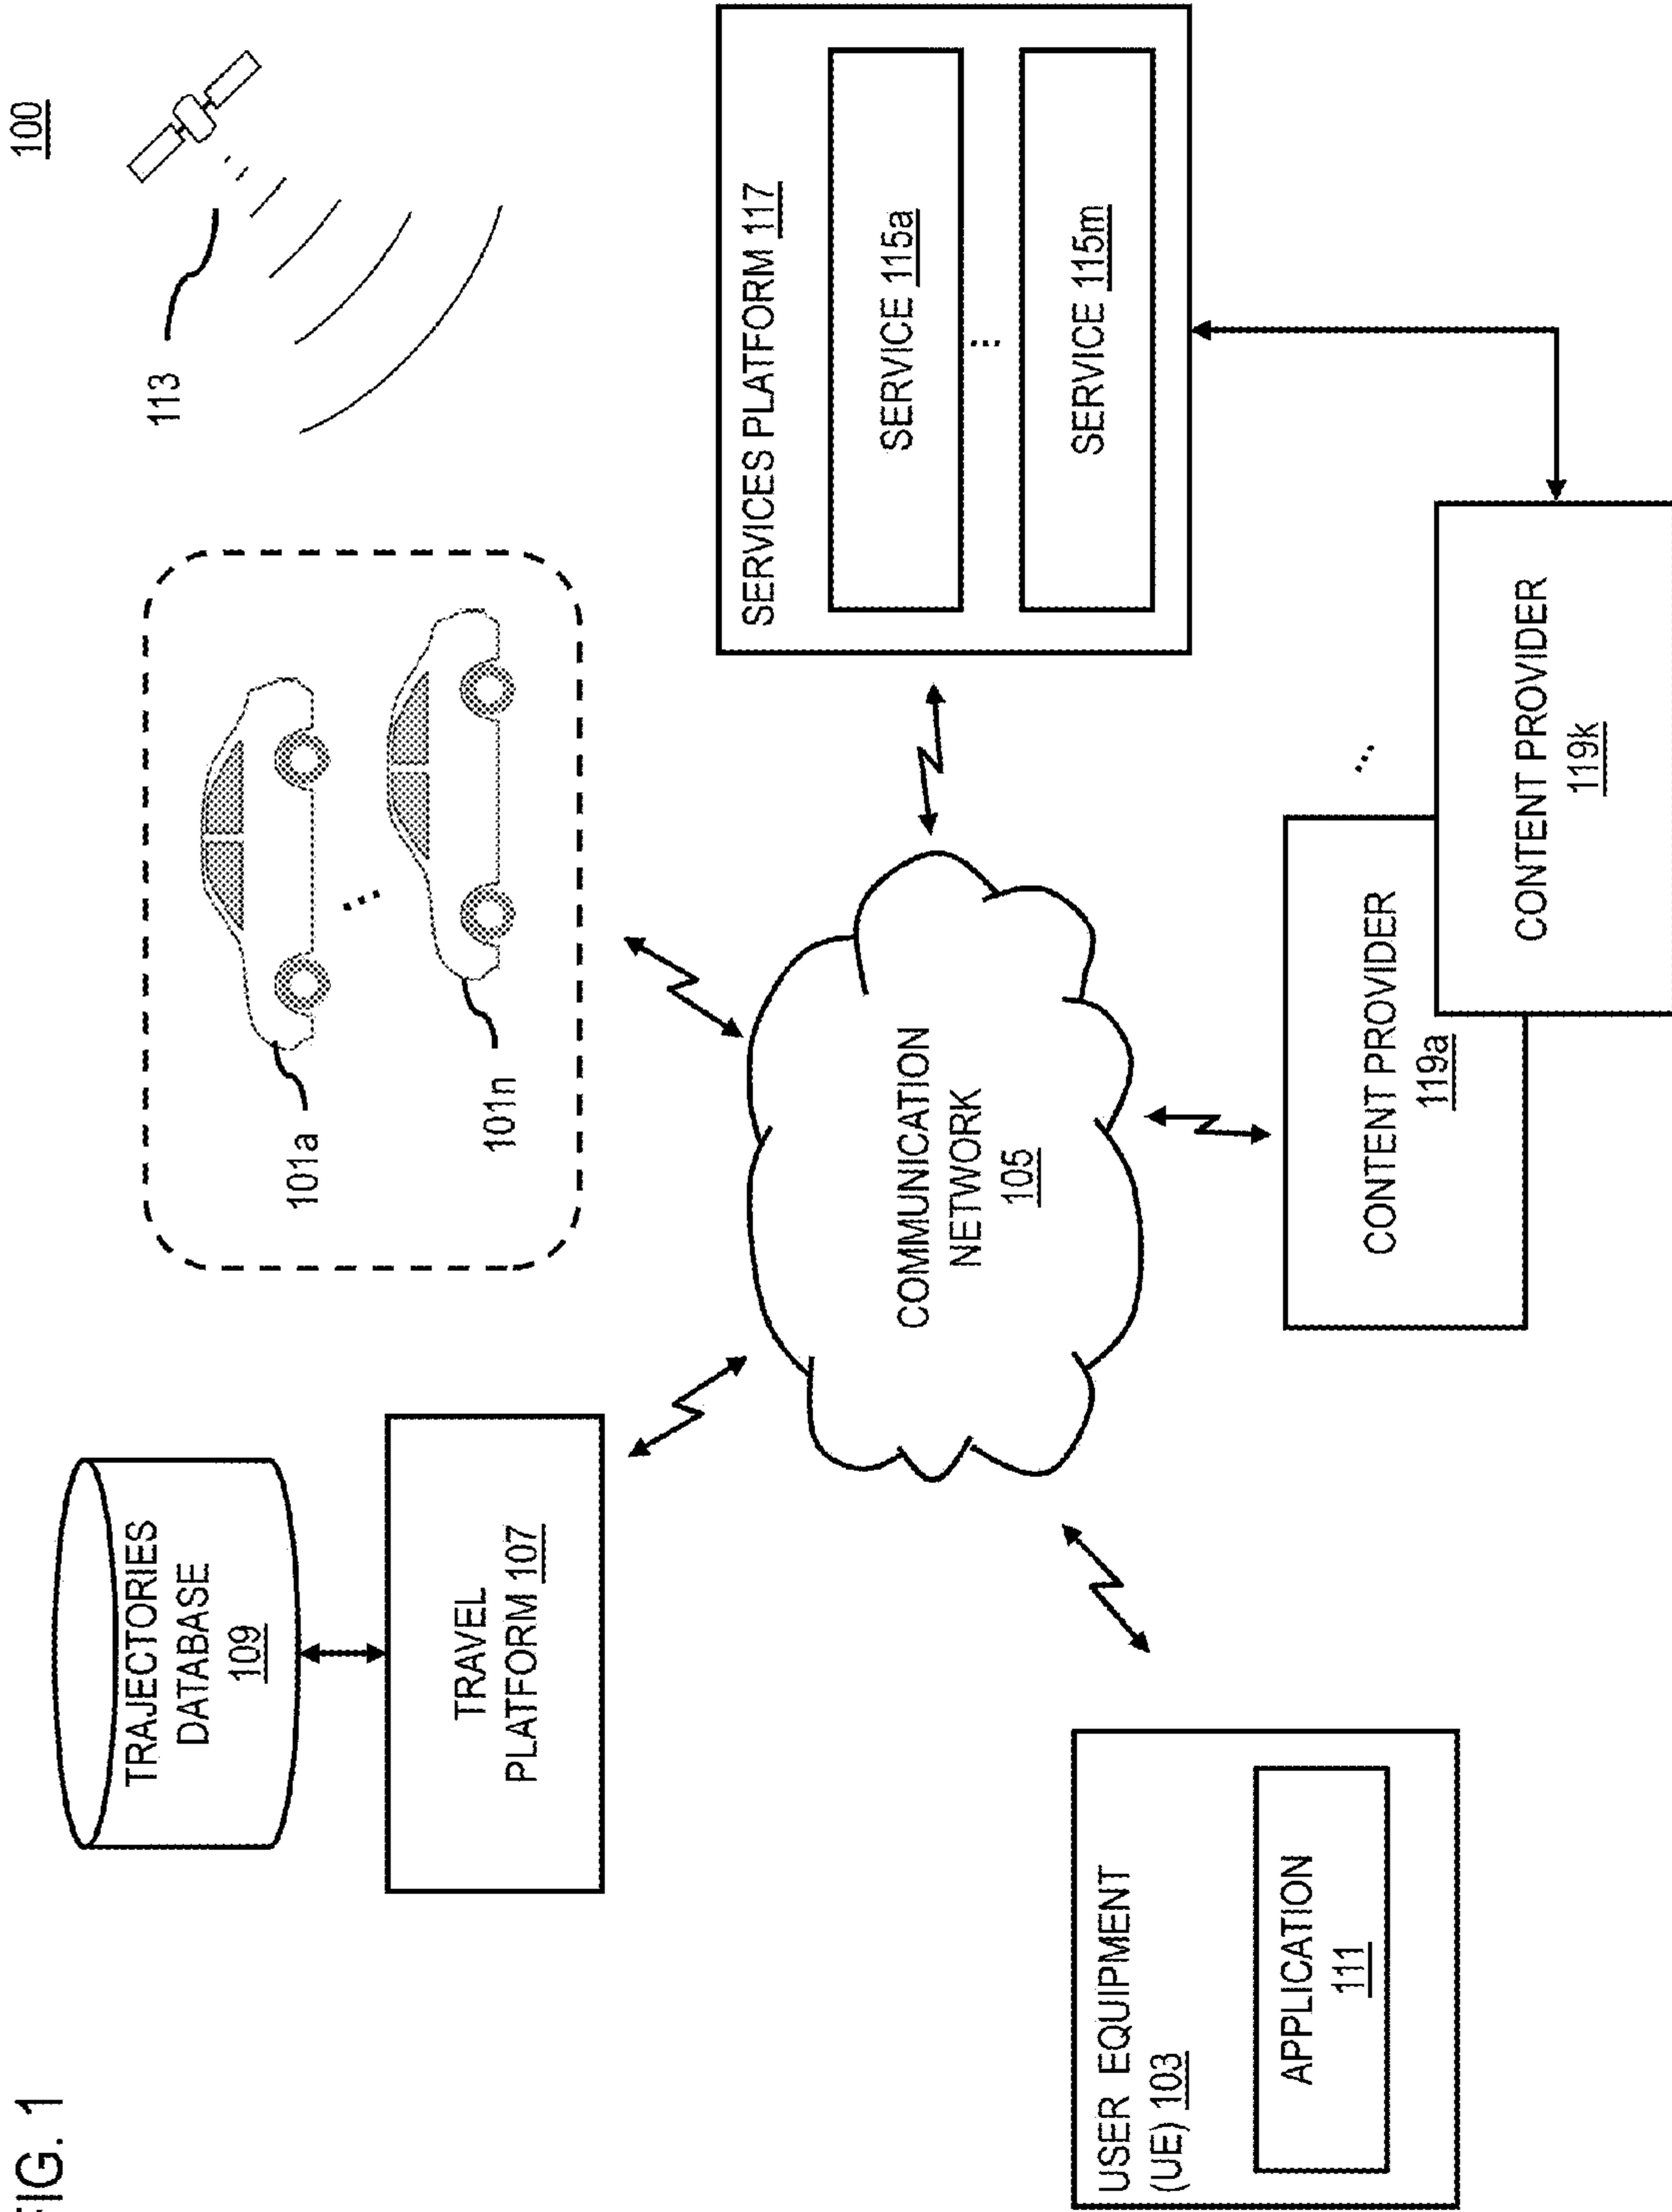 FIG. 1
100
TRAJECTORIES
DATABASE
109
TRAVEL
PLATFORM 107
101a
...
101n
113
SERVICES PLATFORM 117
SERVICE 115a
...
SERVICE 115m
COMMUNICATION
NETWORK
105
USER EQUIPMENT
(UE) 103
APPLICATION
111
CONTENT PROVIDER
119a
...
CONTENT PROVIDER
119k